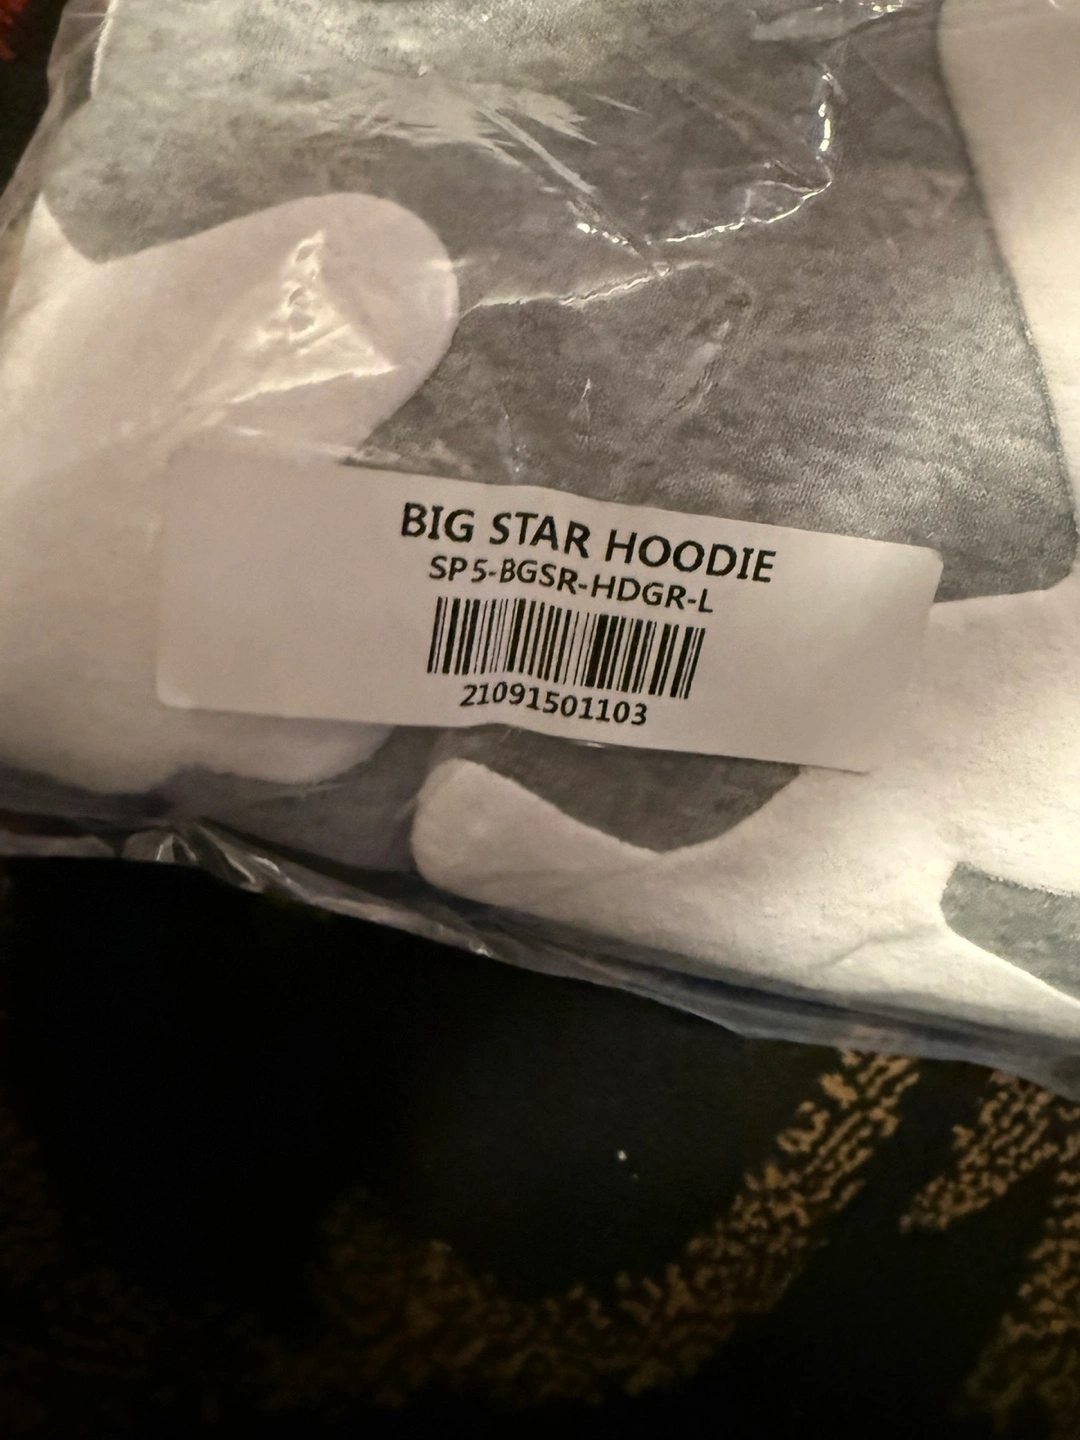 BIG STAR HOODIE
SP5-BGSR-HDGR-L
21091501103